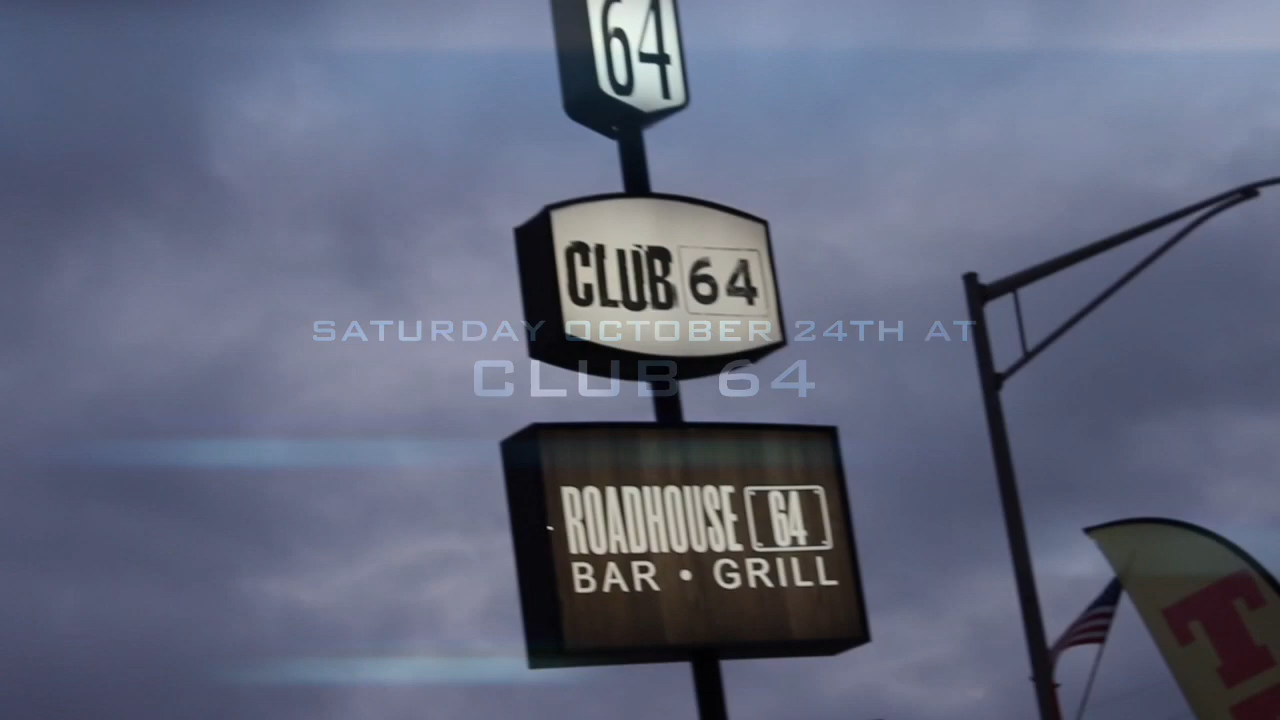 64
CLUB 64
SATURDAY OCTOBER 24TH AT
CLUB 64
ROADHOUSE 64
BAR • GRILL